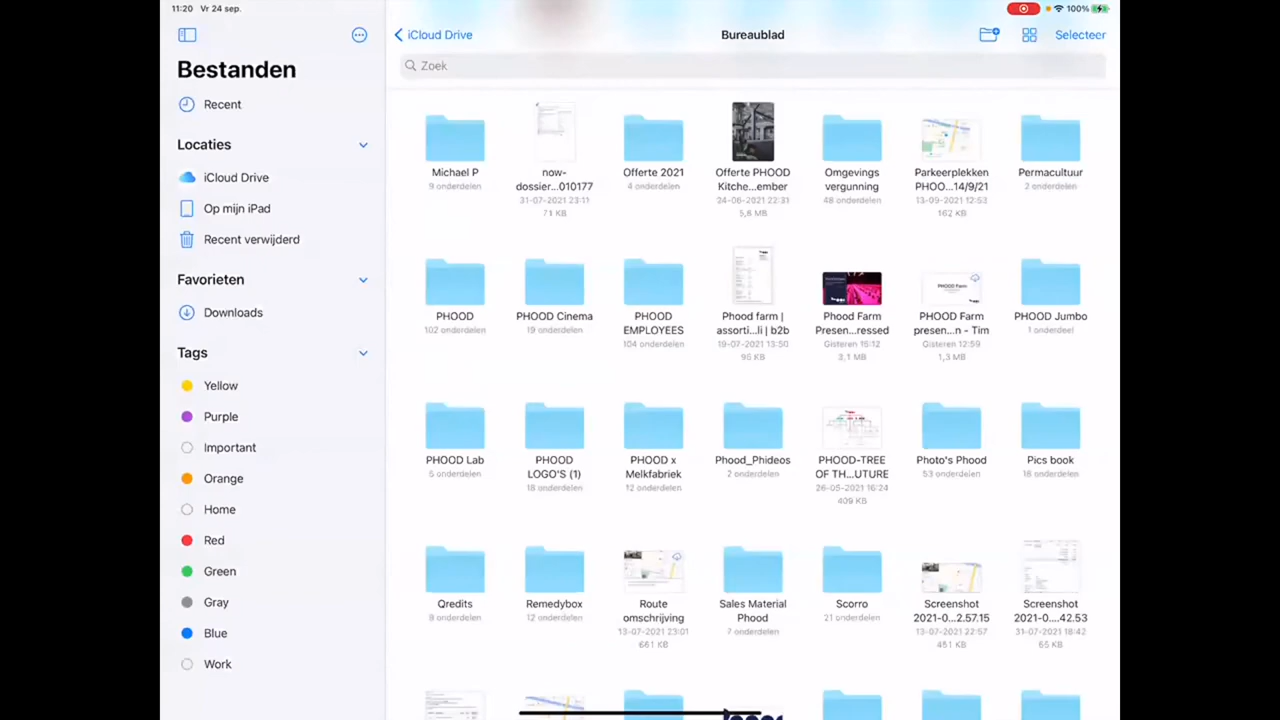 11:20 Vr 24 sep.
100%
Bestanden
Recent
Locaties
iCloud Drive
Op mijn iPad
Recent verwijderd
Favorieten
Downloads
Tags
Yellow
Purple
Important
Orange
Home
Red
Green
Gray
Blue
Work
iCloud Drive
Bureaublad
Selecteer
Zoek
Michael P
9 onderdelen
now-
dossier...010177
31-07-2021 23:11
71 KB
Offerte 2021
4 onderdelen
Offerte PHOOD
Kitche...ember
24-06-2021 22:31
5,8 MB
Omgevings
vergunning
48 onderdelen
Parkeerplekken
PHOO...14/9/21
13-09-2021 12:53
162 KB
Permacultuur
2 onderdelen
PHOOD
102 onderdelen
PHOOD Cinema
19 onderdelen
PHOOD
EMPLOYEES
104 onderdelen
Phood farm |
assorti...li | b2b
19-07-2021 13:50
98 KB
Phood Farm
Presen...ressed
Gisteren 15:12
3,1 MB
PHOOD Farm
presen...n - Tim
Gisteren 12:59
1,3 MB
PHOOD Jumbo
1 onderdeel
PHOOD Lab
5 onderdelen
PHOOD
LOGO'S (1)
18 onderdelen
PHOOD x
Melkfabriek
12 onderdelen
Phood_Phideos
2 onderdelen
PHOOD-TREE
OF TH...UTURE
26-05-2021 16:24
409 KB
Photo's Phood
53 onderdelen
Pics book
16 onderdelen
Qredits
9 onderdelen
Remedybox
12 onderdelen
Route
omschrijving
13-07-2021 23:01
661 KB
Sales Material
Phood
7 onderdelen
Scorro
21 onderdelen
Screenshot
2021-0...2.57.15
13-07-2021 22:57
451 KB
Screenshot
2021-0....42.53
31-07-2021 18:42
65 KB